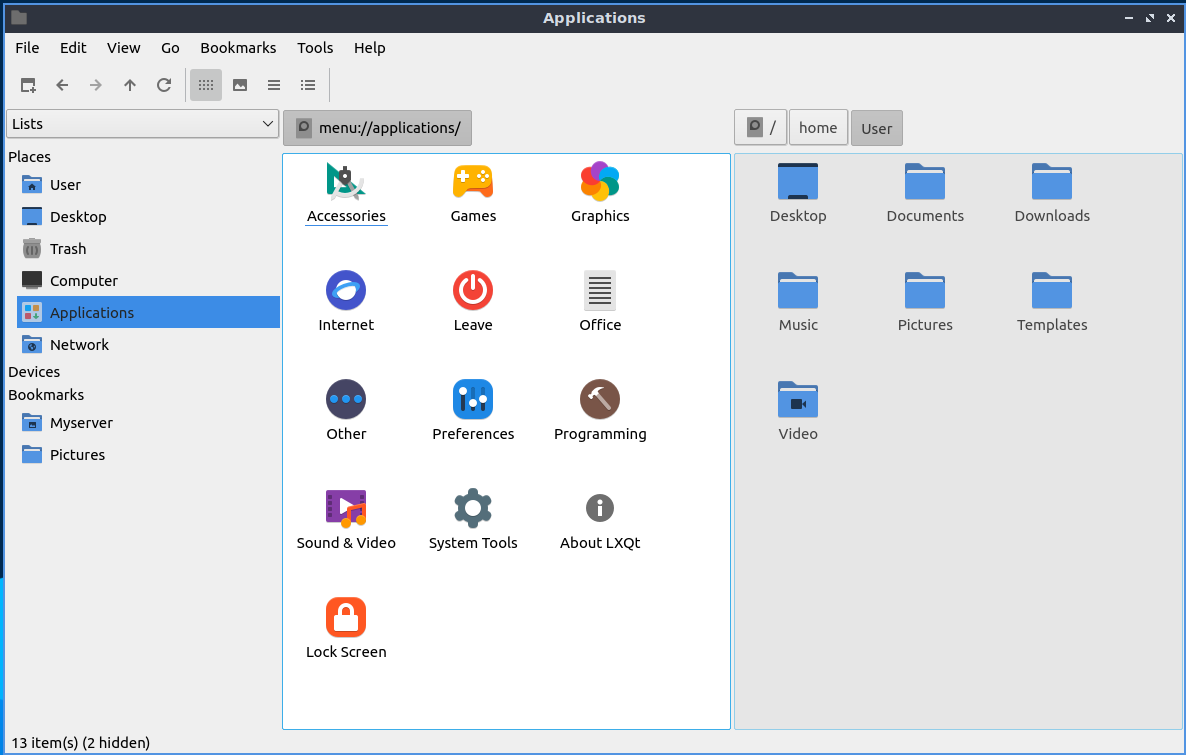 Applications
File Edit View Go Bookmarks Tools Help
Lists
menu://applications/
/ home User
Places
User
Desktop
Trash
Computer
Applications
Network
Devices
Bookmarks
Myserver
Pictures
Accessories Games Graphics
Internet Leave Office
Other Preferences Programming
Sound & Video System Tools About LXQt
Lock Screen
Desktop Documents Downloads
Music Pictures Templates
Video
13 item(s) (2 hidden)